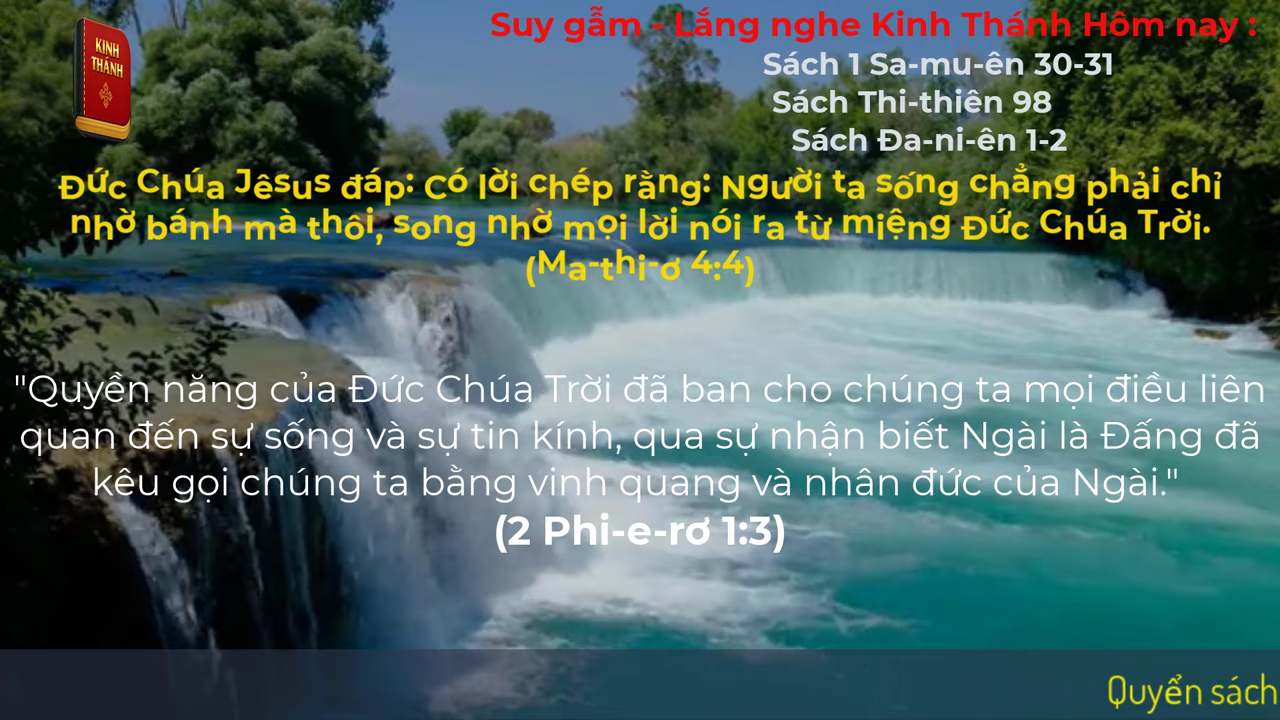 KINH
THÁNH
Suy gẫm - Lắng nghe Kinh Thánh Hôm nay :
Sách 1 Sa-mu-ên 30-31
Sách Thi-thiên 98
Sách Đa-ni-ên 1-2
Đức Chúa Jêsus đáp: Có lời chép rằng: Người ta sống chẳng phải chỉ
nhờ bánh mà thôi, song nhờ mọi lời nói ra từ miệng Đức Chúa Trời.
(Ma-thi-ơ 4:4)
"Quyền năng của Đức Chúa Trời đã ban cho chúng ta mọi điều liên
quan đến sự sống và sự tin kính, qua sự nhận biết Ngài là Đấng đã
kêu gọi chúng ta bằng vinh quang và nhân đức của Ngài."
(2 Phi-e-rơ 1:3)
Quyển sách